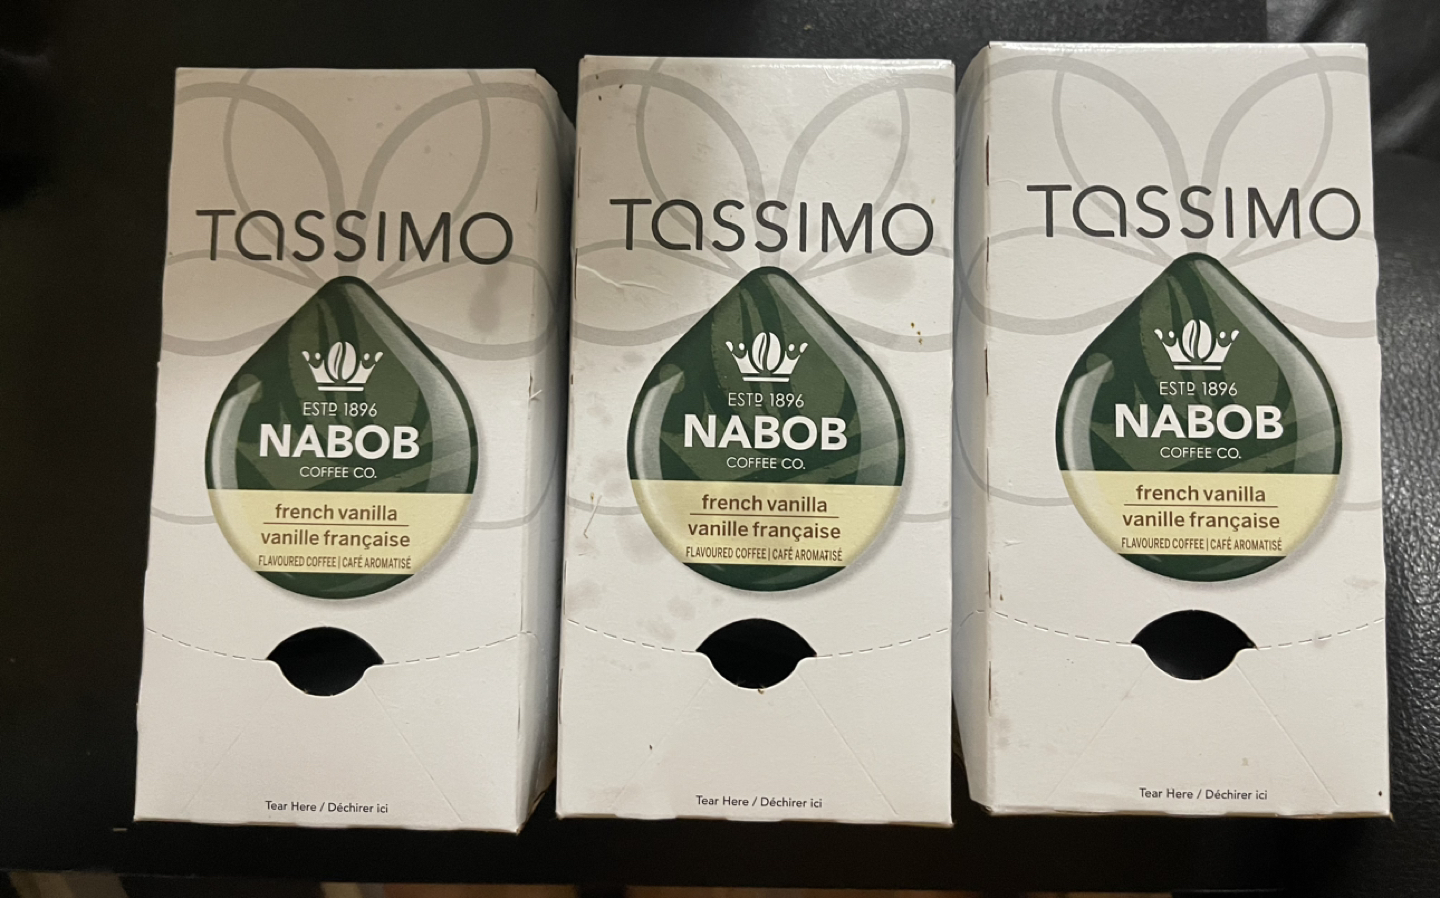 TASSIMO
ESTD 1896
NABOB
COFFEE CO.
french vanilla
vanille française
FLAVOURED COFFEE | CAFÉ AROMATISÉ
Tear Here / Déchirer ici
TASSIMO
ESTD 1896
NABOB
COFFEE CO.
french vanilla
vanille française
FLAVOURED COFFEE | CAFÉ AROMATISÉ
Tear Here / Déchirer ici
TASSIMO
ESTD 1896
NABOB
COFFEE CO.
french vanilla
vanille française
FLAVOURED COFFEE | CAFÉ AROMATISÉ
Tear Here / Déchirer ici